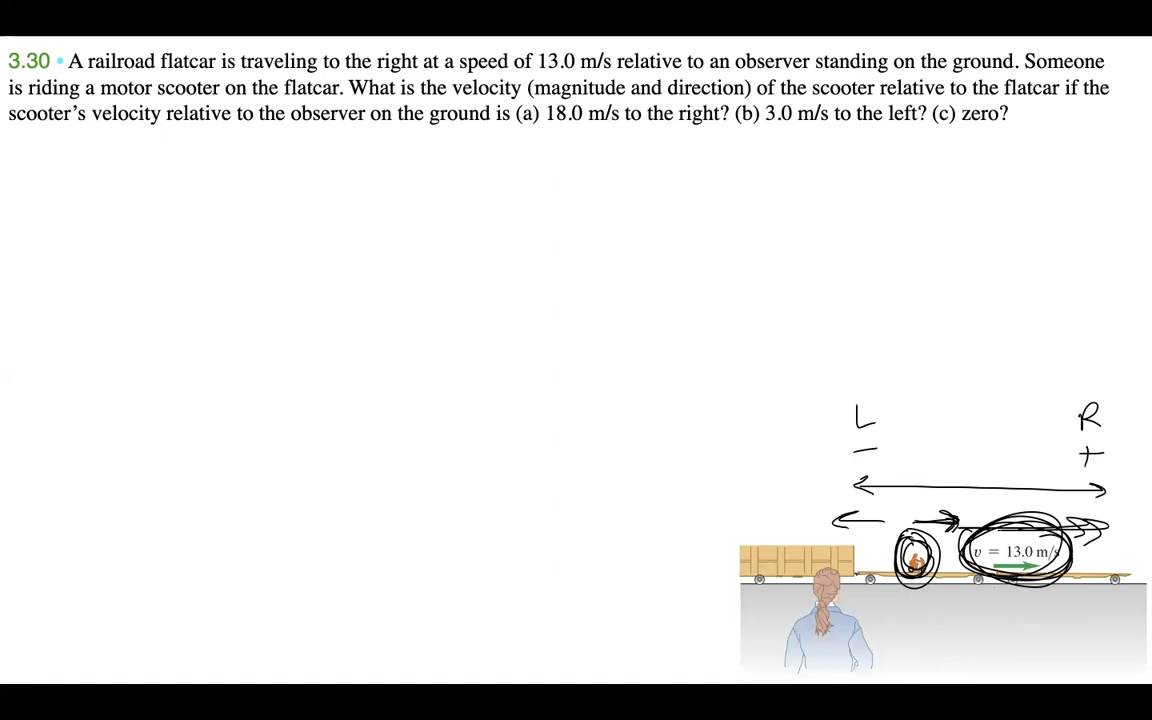 3.30 • A railroad flatcar is traveling to the right at a speed of 13.0 m/s relative to an observer standing on the ground. Someone
is riding a motor scooter on the flatcar. What is the velocity (magnitude and direction) of the scooter relative to the flatcar if the
scooter’s velocity relative to the observer on the ground is (a) 18.0 m/s to the right? (b) 3.0 m/s to the left? (c) zero?
L R
− +
v = 13.0 m/s